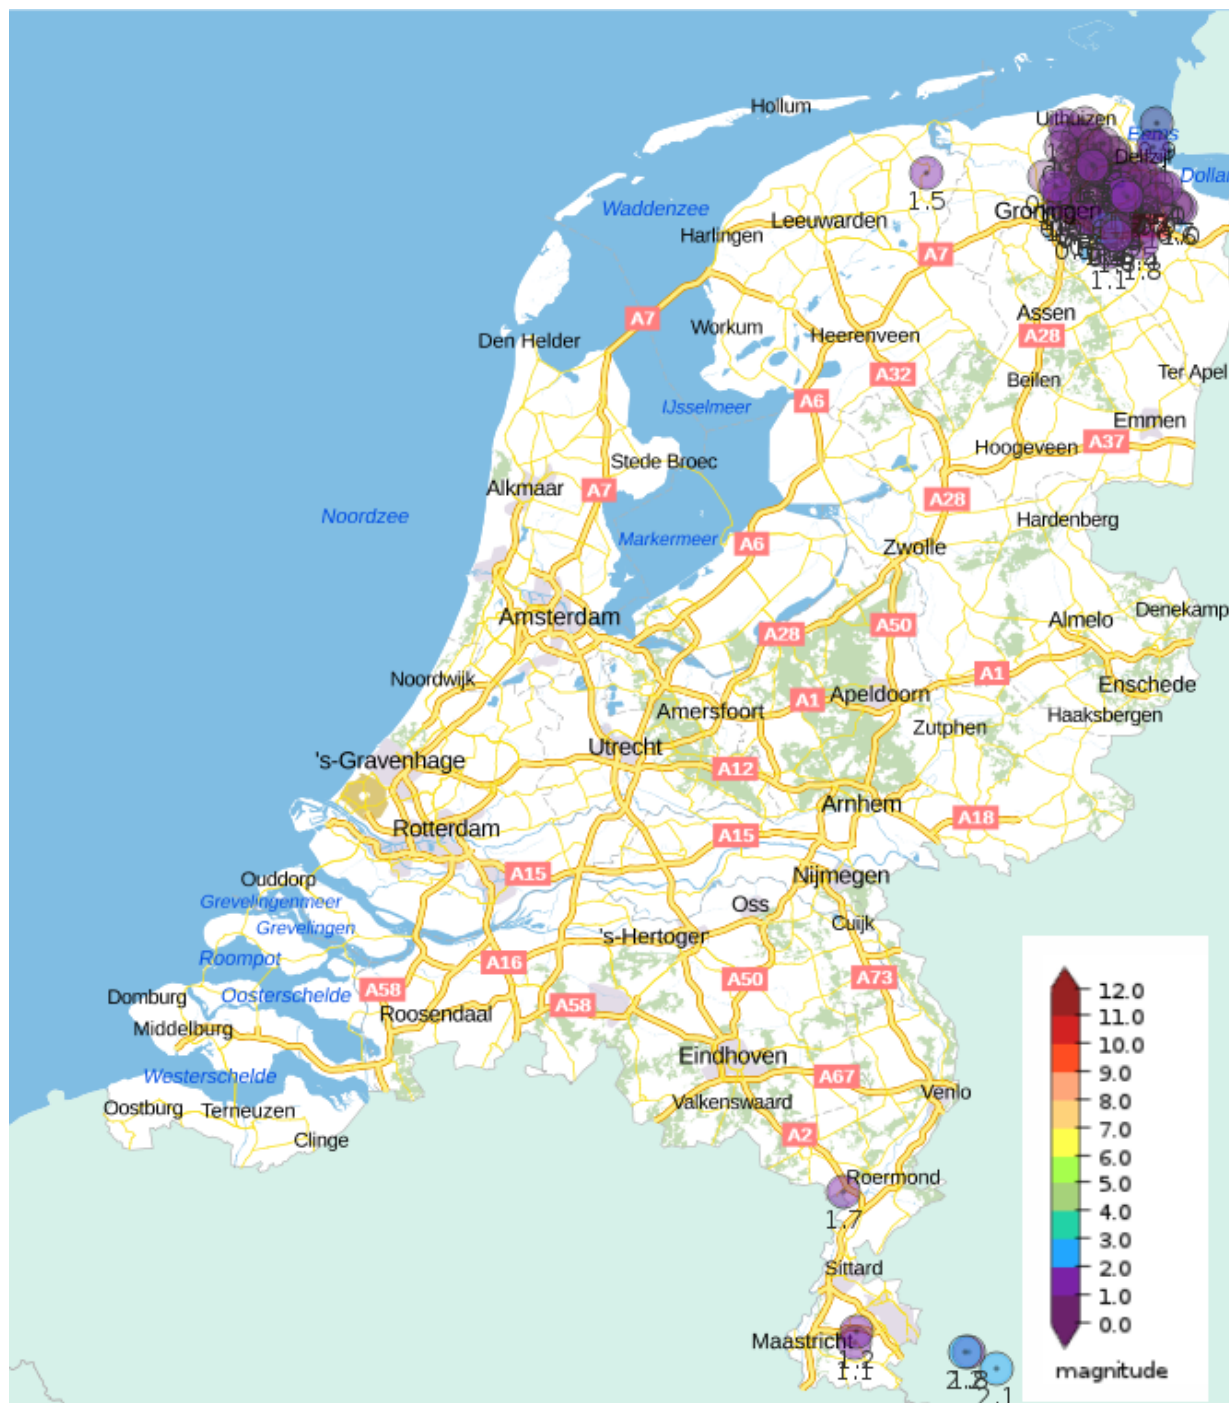 Hollum
Uithuizen
Eems
Delfzijl
Dollar
1.5
Waddenzee
Leeuwarden
Groningen
Harlingen
A7
1.8
1.1
Assen
A7
Workum
Heerenveen
A28
Den Helder
A32
Beilen
Ter Apel
IJsselmeer
A6
Emmen
A37
Hoogeveen
Stede Broec
Alkmaar
A7
A28
Noordzee
Hardenberg
Markermeer
A6
Zwolle
Amsterdam
A28
A50
Almelo
Denekamp
Noordwijk
A1
Enschede
Amersfoort
A1
Apeldoorn
Haaksbergen
Zutphen
's-Gravenhage
Utrecht
A12
Arnhem
A18
Rotterdam
A15
A15
Nijmegen
Ouddorp
Grevelingenmeer
Oss
Grevelingen
Cuijk
's-Hertoger
Roompot
A16
A50
A73
Domburg
Oosterschelde
A58
A58
Middelburg
Roosendaal
Eindhoven
Westerschelde
A67
Venlo
Oostburg
Terneuzen
Valkenswaard
Clinge
A2
Roermond
1.7
Sittard
Maastricht
1.1
2.1
12.0
11.0
10.0
9.0
8.0
7.0
6.0
5.0
4.0
3.0
2.0
1.0
0.0
magnitude